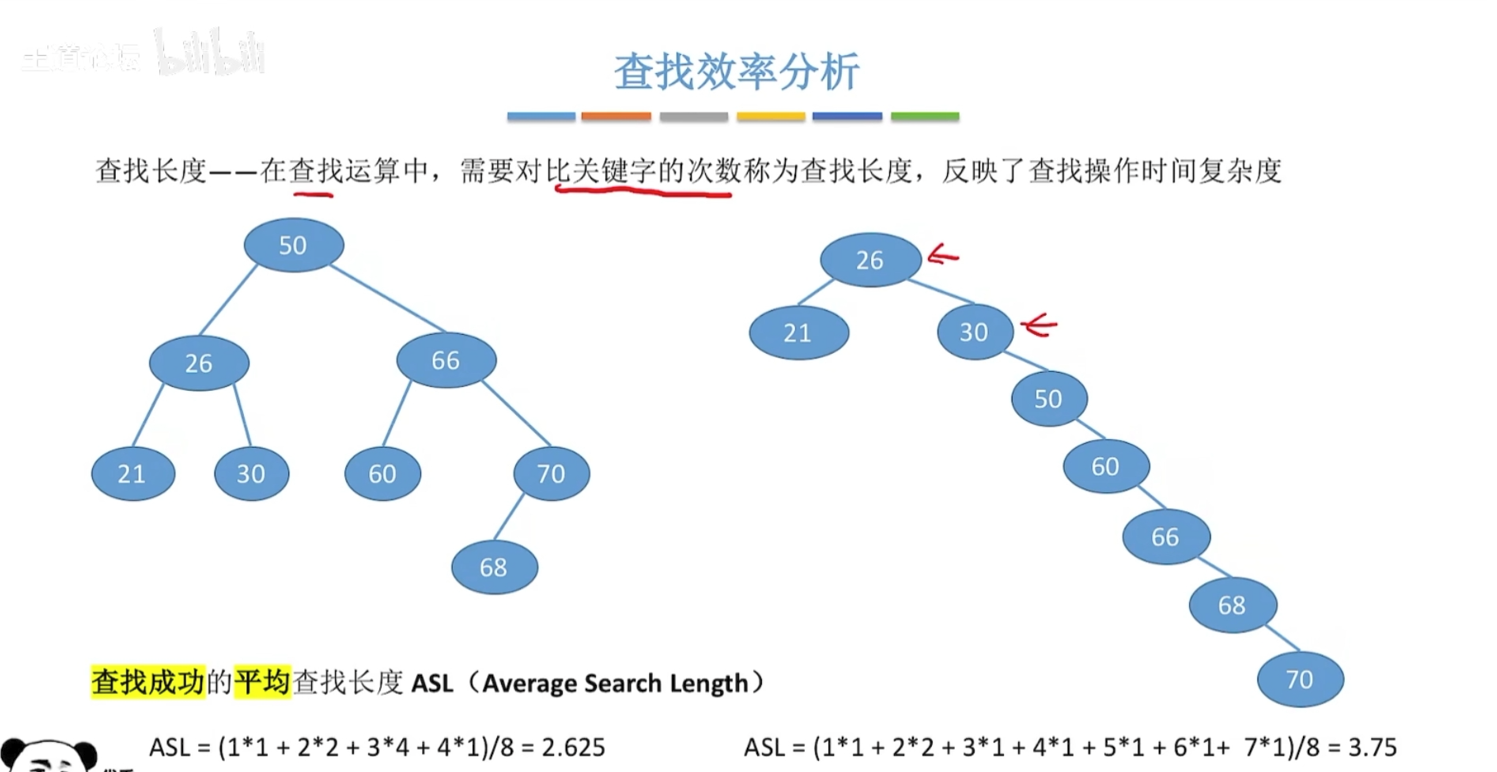 王道论坛 bilibili
查找效率分析
查找长度——在查找运算中，需要对比关键字的次数称为查找长度，反映了查找操作时间复杂度
50
26
66
21
30
60
70
68
26
21
30
50
60
66
68
70
查找成功的平均查找长度 ASL（Average Search Length）
ASL = (1*1 + 2*2 + 3*4 + 4*1)/8 = 2.625
ASL = (1*1 + 2*2 + 3*1 + 4*1 + 5*1 + 6*1+ 7*1)/8 = 3.75